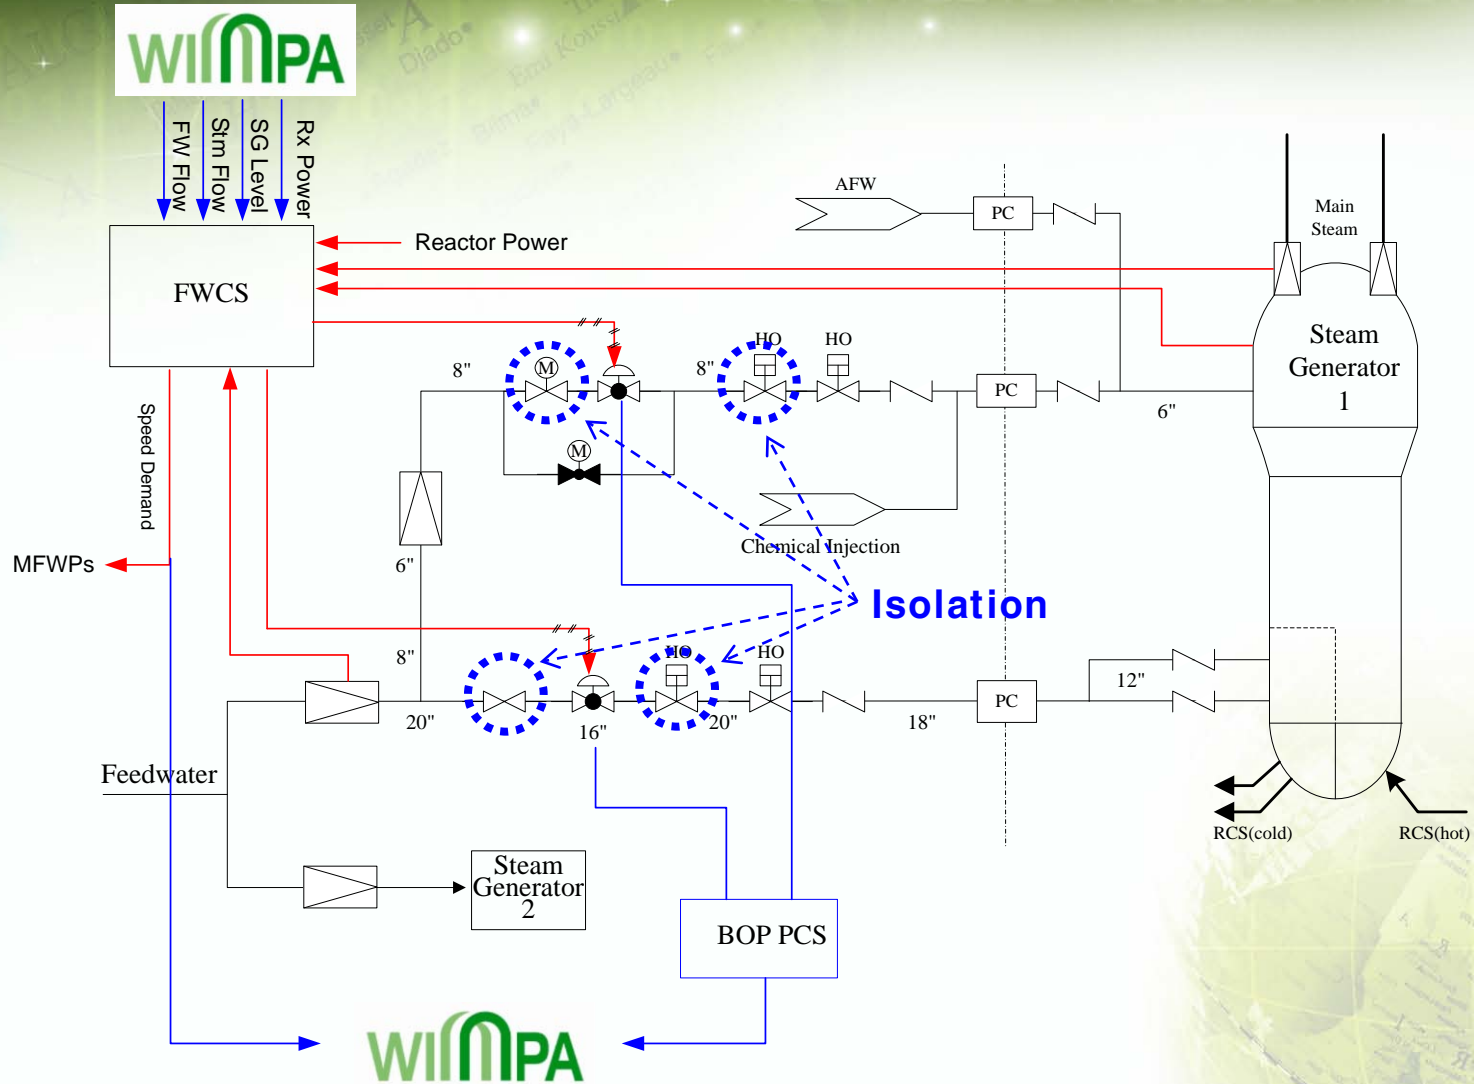 WIMPA
FW Flow
Stm Flow
SG Level
Rx Power
Reactor Power
FWCS
AFW
PC
Main
Steam
Steam
Generator
1
HO
HO
8"
M
8"
PC
6"
M
Speed Demand
Chemical Injection
MFWPs
6"
Isolation
8"
HO
HO
12"
20"
16"
20"
18"
PC
Feedwater
RCS(cold)
RCS(hot)
Steam
Generator
2
BOP PCS
WIMPA